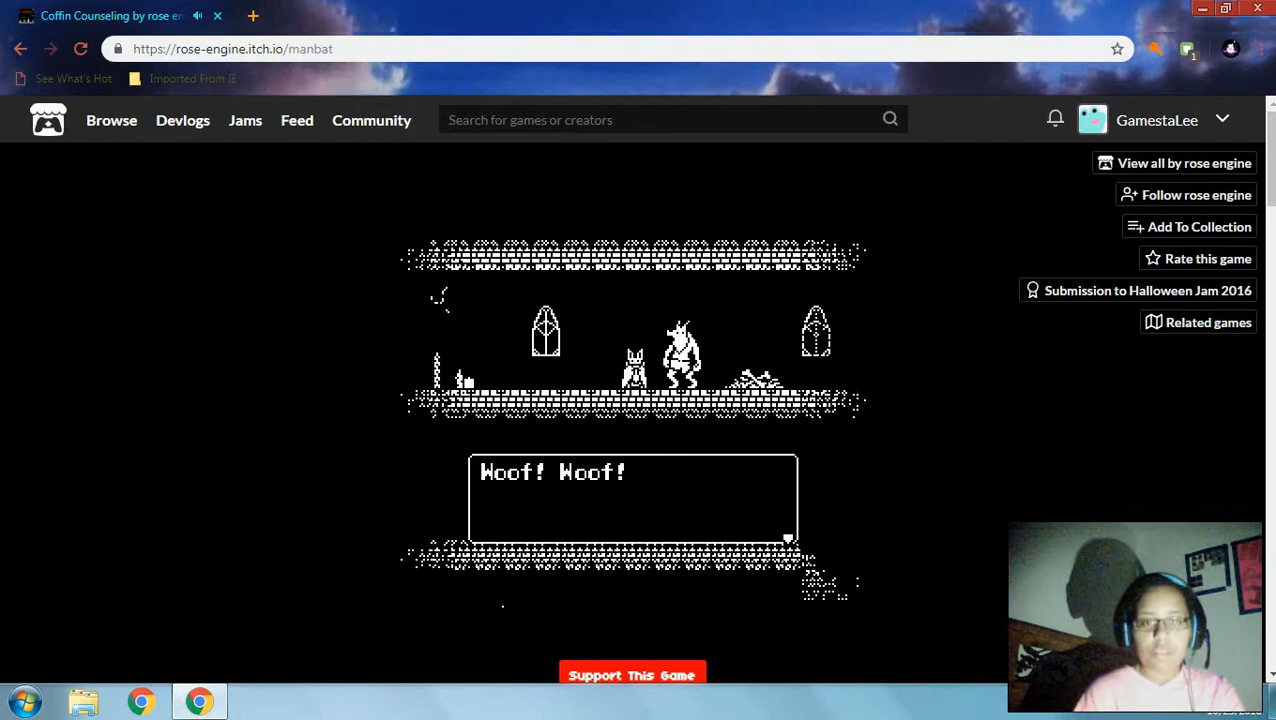 Coffin Counseling by rose en
https://rose-engine.itch.io/manbat
1
See What's Hot
Imported From IE
Browse
Devlogs
Jams
Feed
Community
Search for games or creators
GamestaLee
View all by rose engine
Follow rose engine
Add To Collection
Rate this game
Submission to Halloween Jam 2016
Related games
Woof! Woof!
Support This Game